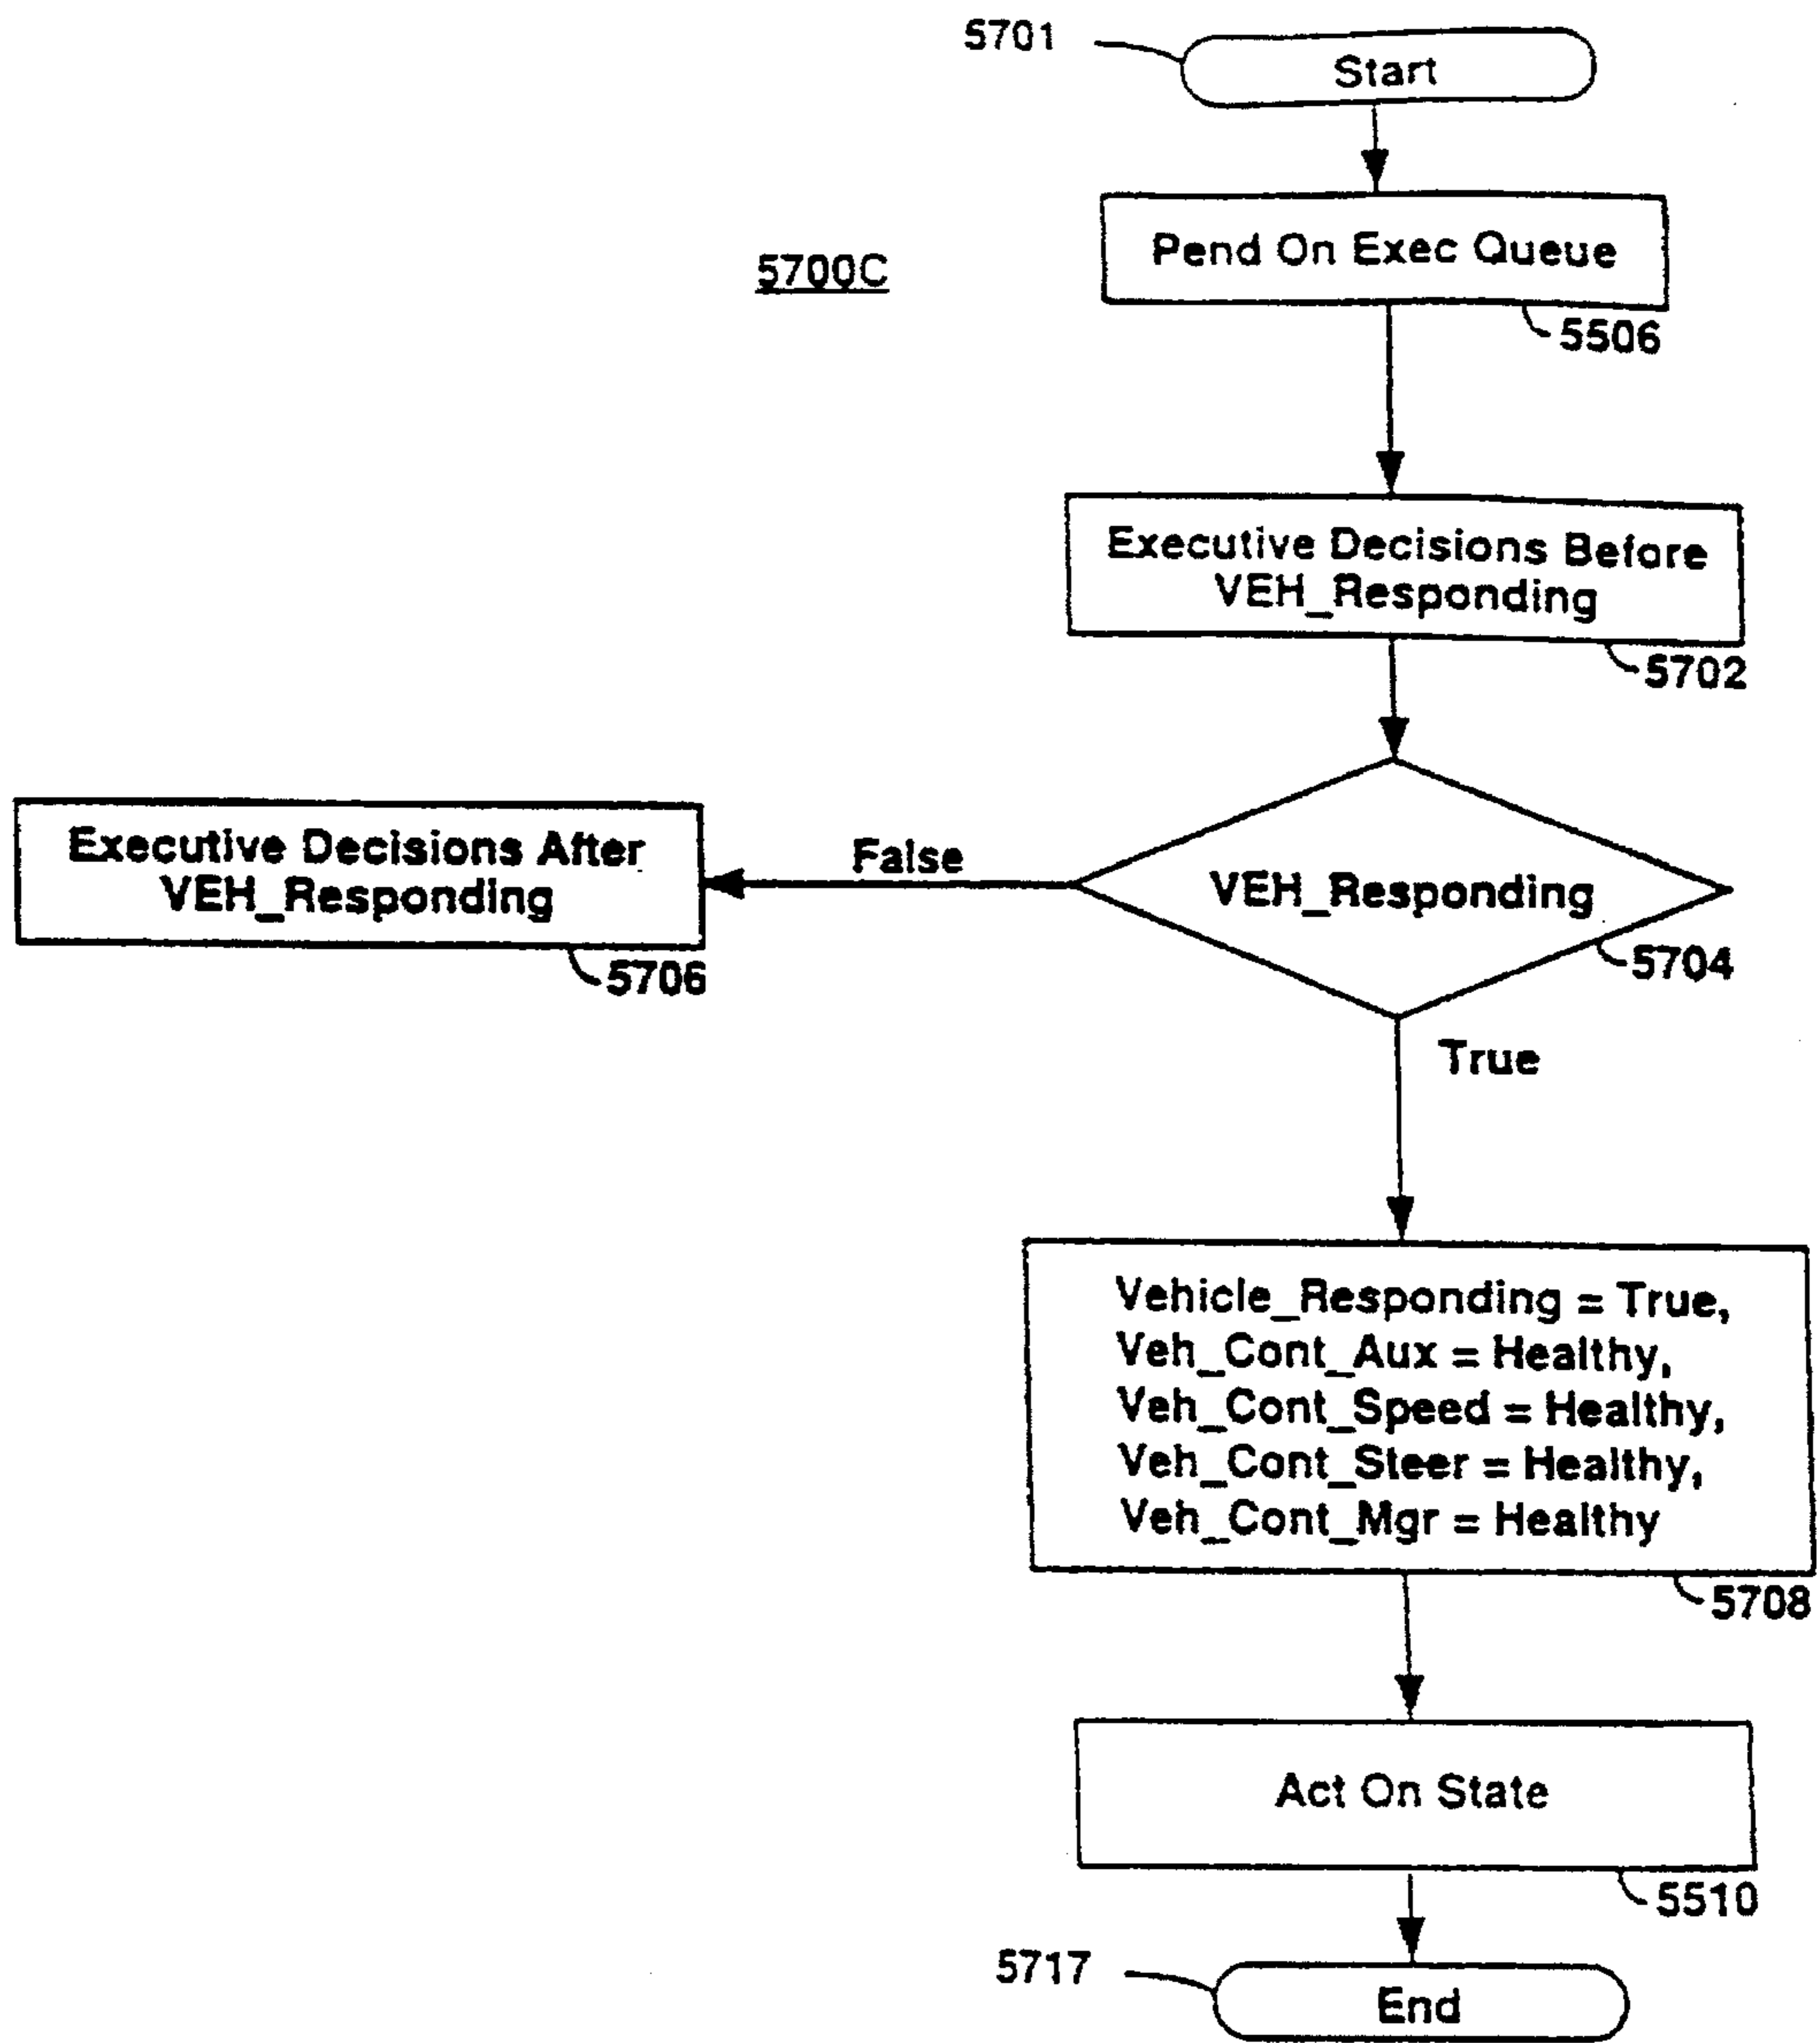 5701
Start
Pend On Exec Queue
5700C
5506
Executive Decisions Before
VEH_Responding
5702
Executive Decisions After
VEH_Responding
False
VEH_Responding
5706
5704
True
Vehicle_Responding = True,
Veh_Cont_Aux = Healthy,
Veh_Cont_Speed = Healthy,
Veh_Cont_Steer = Healthy,
Veh_Cont_Mgr = Healthy
5708
Act On State
5510
5717
End